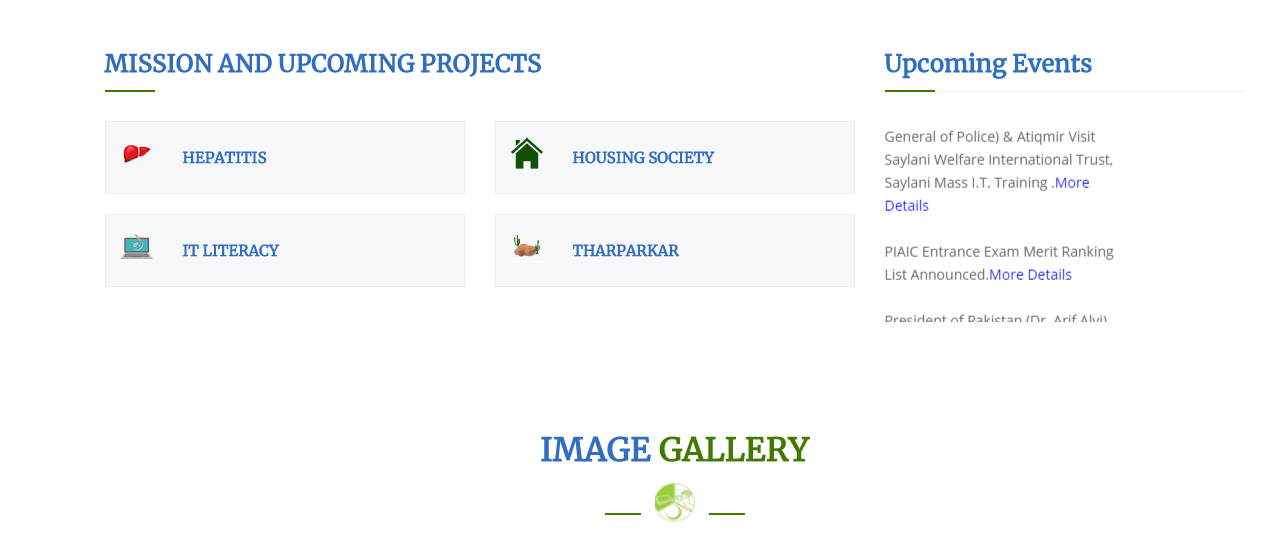 MISSION AND UPCOMING PROJECTS
HEPATITIS
HOUSING SOCIETY
IT LITERACY
THARPARKAR
Upcoming Events
General of Police) & Atiqmir Visit
Saylani Welfare International Trust,
Saylani Mass I.T. Training .More
Details
PIAIC Entrance Exam Merit Ranking
List Announced.More Details
President of Pakistan (Dr. Arif Alvi)
IMAGE GALLERY